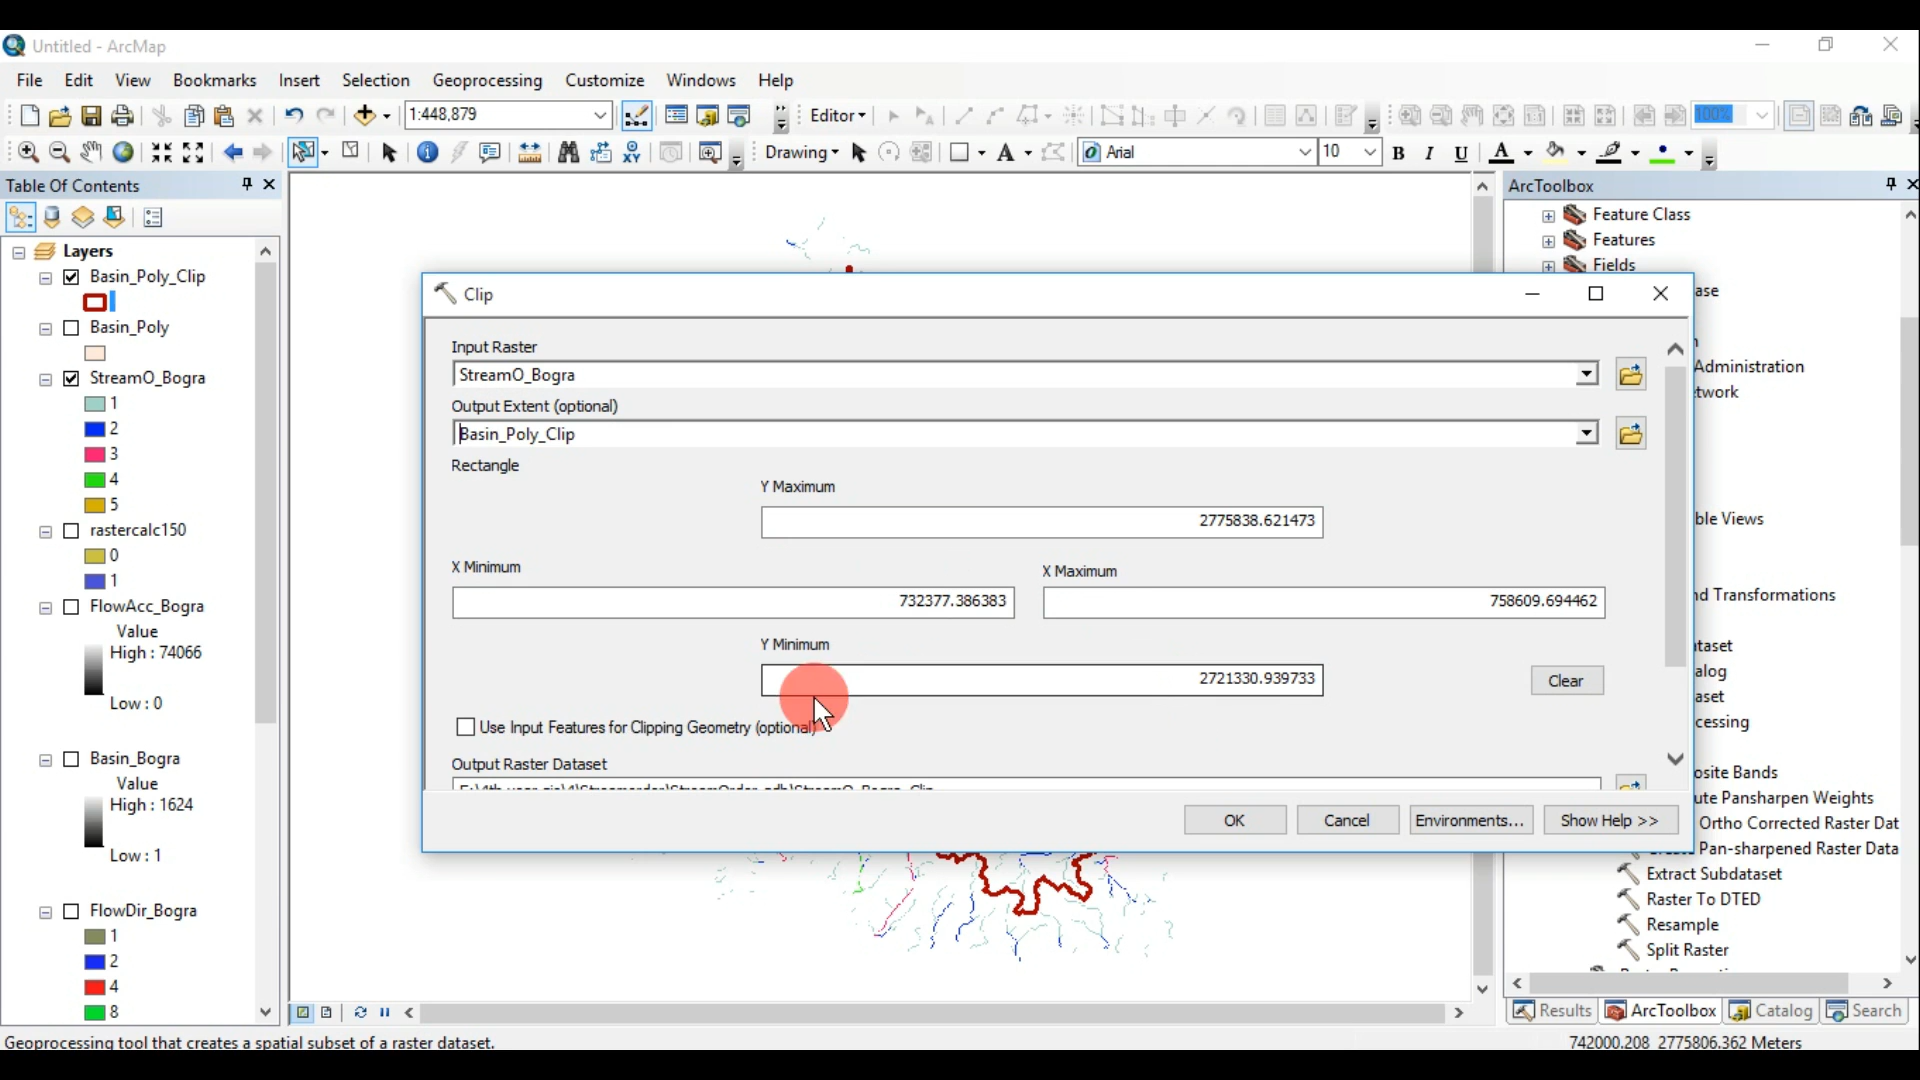 Untitled - ArcMap
File Edit View Bookmarks Insert Selection Geoprocessing Customize Windows Help
1:448,879 Editor 100%
Drawing Arial 10 B I U A
Table Of Contents
Layers
Basin_Poly_Clip
Basin_Poly
StreamO_Bogra
1
2
3
4
5
rastercalc150
0
1
FlowAcc_Bogra
Value
High : 74066
Low : 0
Basin_Bogra
Value
High : 1624
Low : 1
FlowDir_Bogra
1
2
4
8
Clip
Input Raster
StreamO_Bogra
Output Extent (optional)
Basin_Poly_Clip
Rectangle
Y Maximum
2775838.621473
X Minimum
X Maximum
732377.386383
758609.694462
Y Minimum
2721330.939733
Clear
Use Input Features for Clipping Geometry (optional)
Output Raster Dataset
OK Cancel Environments... Show Help >>
ArcToolbox
Feature Class
Features
Fields
ase
Administration
twork
ble Views
nd Transformations
taset
alog
aset
cessing
osite Bands
ute Pansharpen Weights
Ortho Corrected Raster Dat
Pan-sharpened Raster Data
Extract Subdataset
Raster To DTED
Resample
Split Raster
Results ArcToolbox Catalog Search
Geoprocessing tool that creates a spatial subset of a raster dataset.
742000.208 2775806.362 Meters